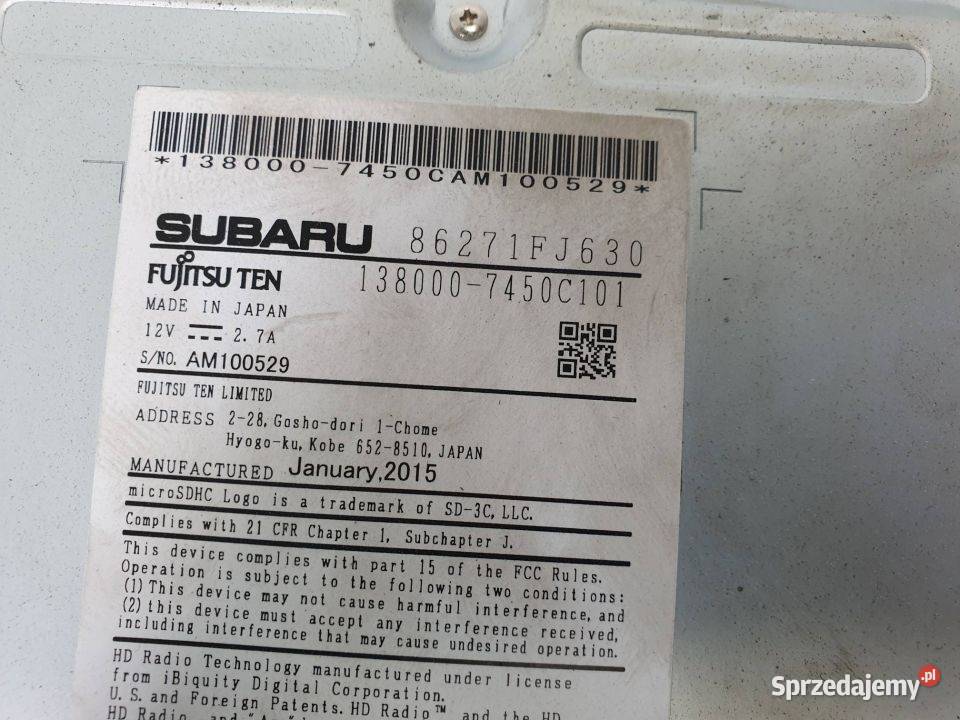 *138000-7450CAM100529*
SUBARU 86271FJ630
FUJITSU TEN 138000-7450C101
MADE IN JAPAN
12V 2.7A
S/NO. AM100529
FUJITSU TEN LIMITED
ADDRESS 2-28, Gosho-dori 1-Chome
Hyogo-ku, Kobe 652-8510, JAPAN
MANUFACTURED January,2015
microSDHC Logo is a trademark of SD-3C, LLC.
Complies with 21 CFR Chapter 1, Subchapter J.
This device complies with part 15 of the FCC Rules.
Operation is subject to the following two conditions:
(1) This device may not cause harmful interference, and
(2) this device must accept any interference received,
including interference that may cause undesired operation.
HD Radio Technology manufactured under license
from iBiquity Digital Corporation.
U.S. and Foreign Patents. HD Radio™ and the HD
HD Radio, and
Sprzedajemy.pl